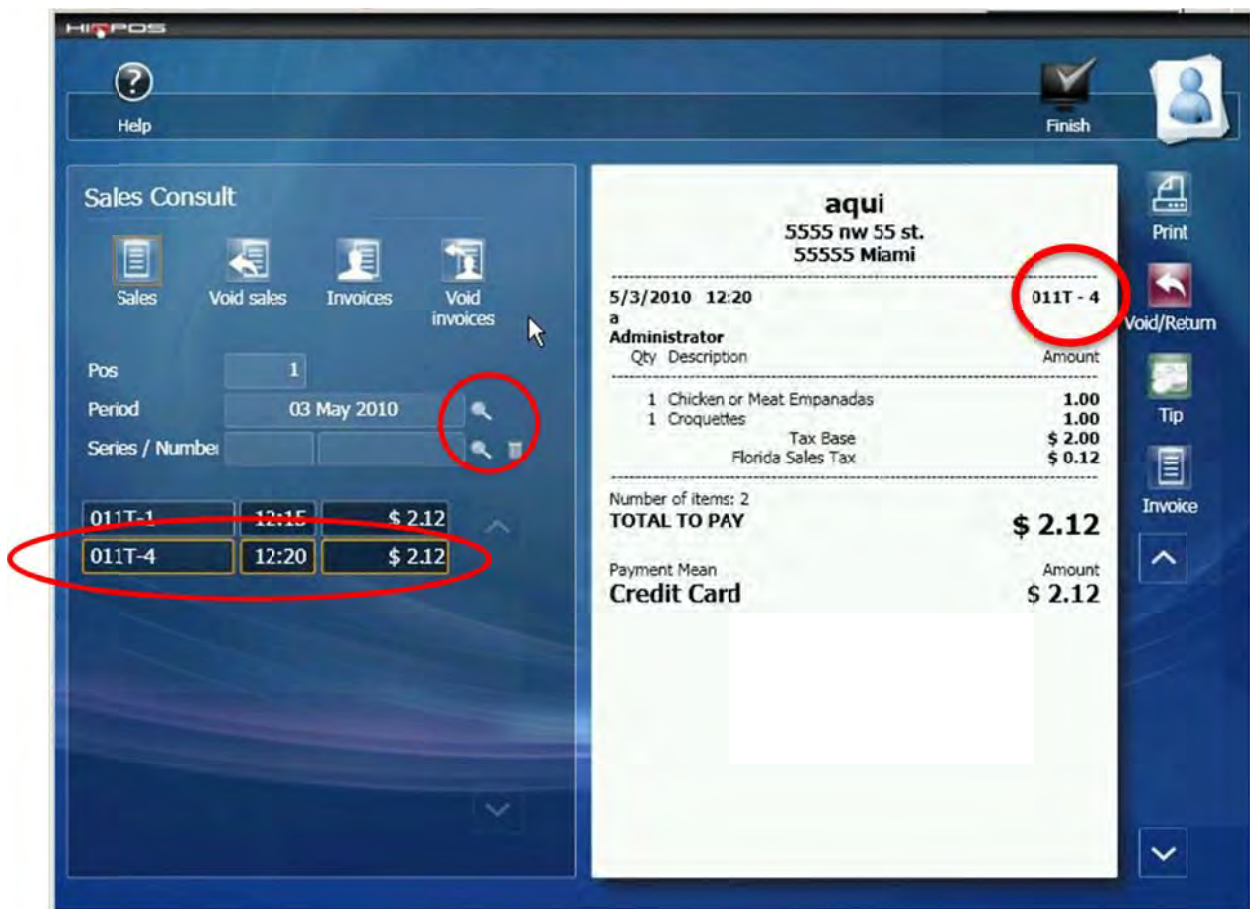 HIOPOS
Help
Finish
Sales Consult
Sales
Void sales
Invoices
Void
invoices
Pos 1
Period 03 May 2010
Series / Number
011T-1 12:15 $ 2.12
011T-4 12:20 $ 2.12
aqui
5555 nw 55 st.
55555 Miami
5/3/2010 12:20 011T - 4
a
Administrator
Qty Description Amount
1 Chicken or Meat Empanadas 1.00
1 Croquettes 1.00
Tax Base $ 2.00
Florida Sales Tax $ 0.12
Number of items: 2
TOTAL TO PAY $ 2.12
Payment Mean Amount
Credit Card $ 2.12
Print
Void/Return
Tip
Invoice